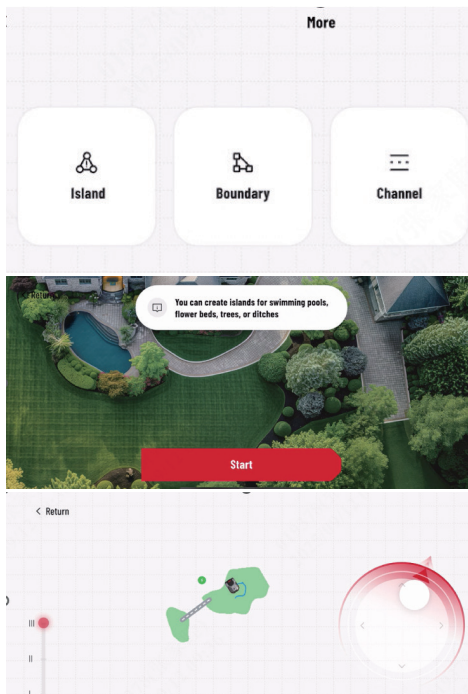 More
Island
Boundary
Channel
Return
You can create islands for swimming pools,
flower beds, trees, or ditches
Start
Return
III
II
I